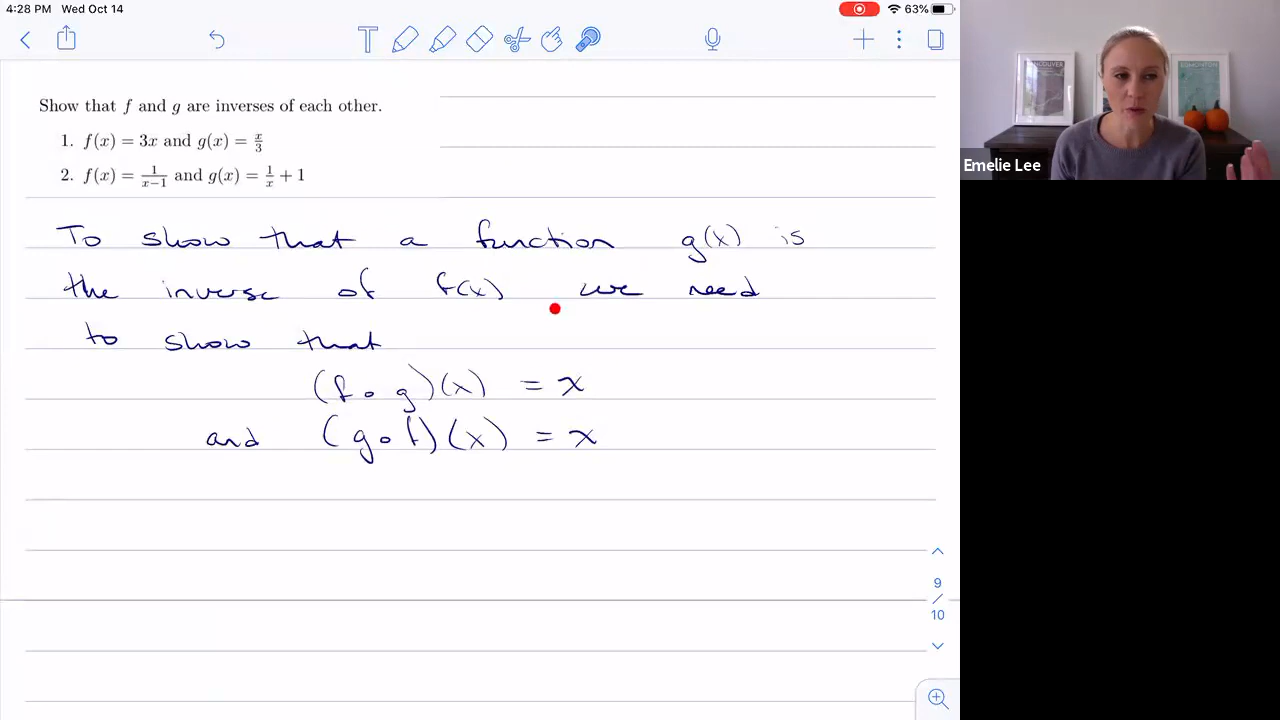 4:28 PM Wed Oct 14
63%
Show that f and g are inverses of each other.
1. f(x) = 3x and g(x) = x/3
2. f(x) = 1/(x−1) and g(x) = 1/x + 1
To show that a function g(x) is
the inverse of f(x) we need
to show that
(f ∘ g)(x) = x
and (g ∘ f)(x) = x
9
/
10
VANCOUVER
EDMONTON
Emelie Lee